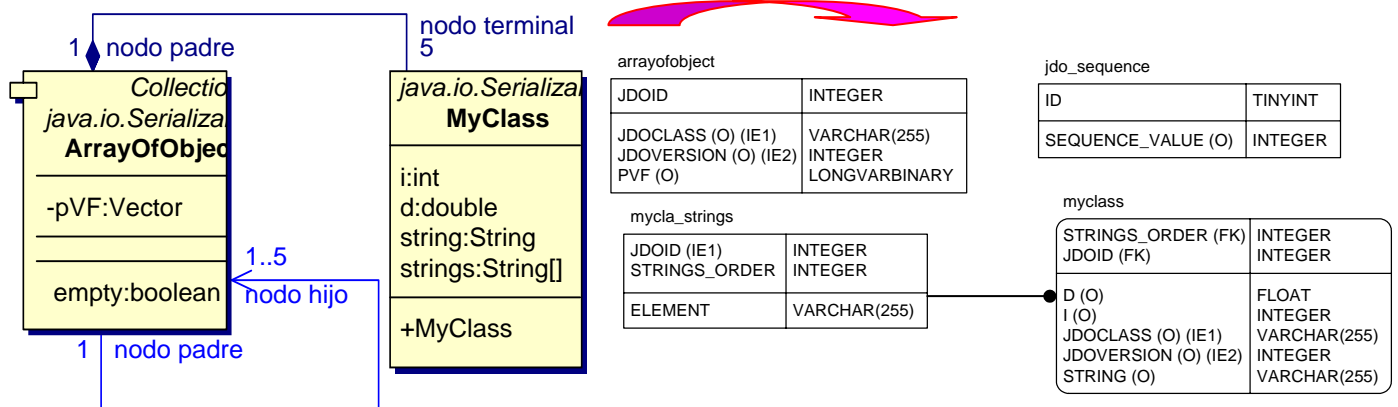 nodo terminal
1 nodo padre 5
Collectio
java.io.Serializa
ArrayOfObjec
-pVF:Vector
empty:boolean
java.io.Serializal
MyClass
i:int
d:double
string:String
strings:String[]
+MyClass
1..5
nodo hijo
1 nodo padre
arrayofobject
JDOID INTEGER
JDOCLASS (O) (IE1) VARCHAR(255)
JDOVERSION (O) (IE2) INTEGER
PVF (O) LONGVARBINARY
jdo_sequence
ID TINYINT
SEQUENCE_VALUE (O) INTEGER
mycla_strings
JDOID (IE1) INTEGER
STRINGS_ORDER INTEGER
ELEMENT VARCHAR(255)
myclass
STRINGS_ORDER (FK) INTEGER
JDOID (FK) INTEGER
D (O) FLOAT
I (O) INTEGER
JDOCLASS (O) (IE1) VARCHAR(255)
JDOVERSION (O) (IE2) INTEGER
STRING (O) VARCHAR(255)